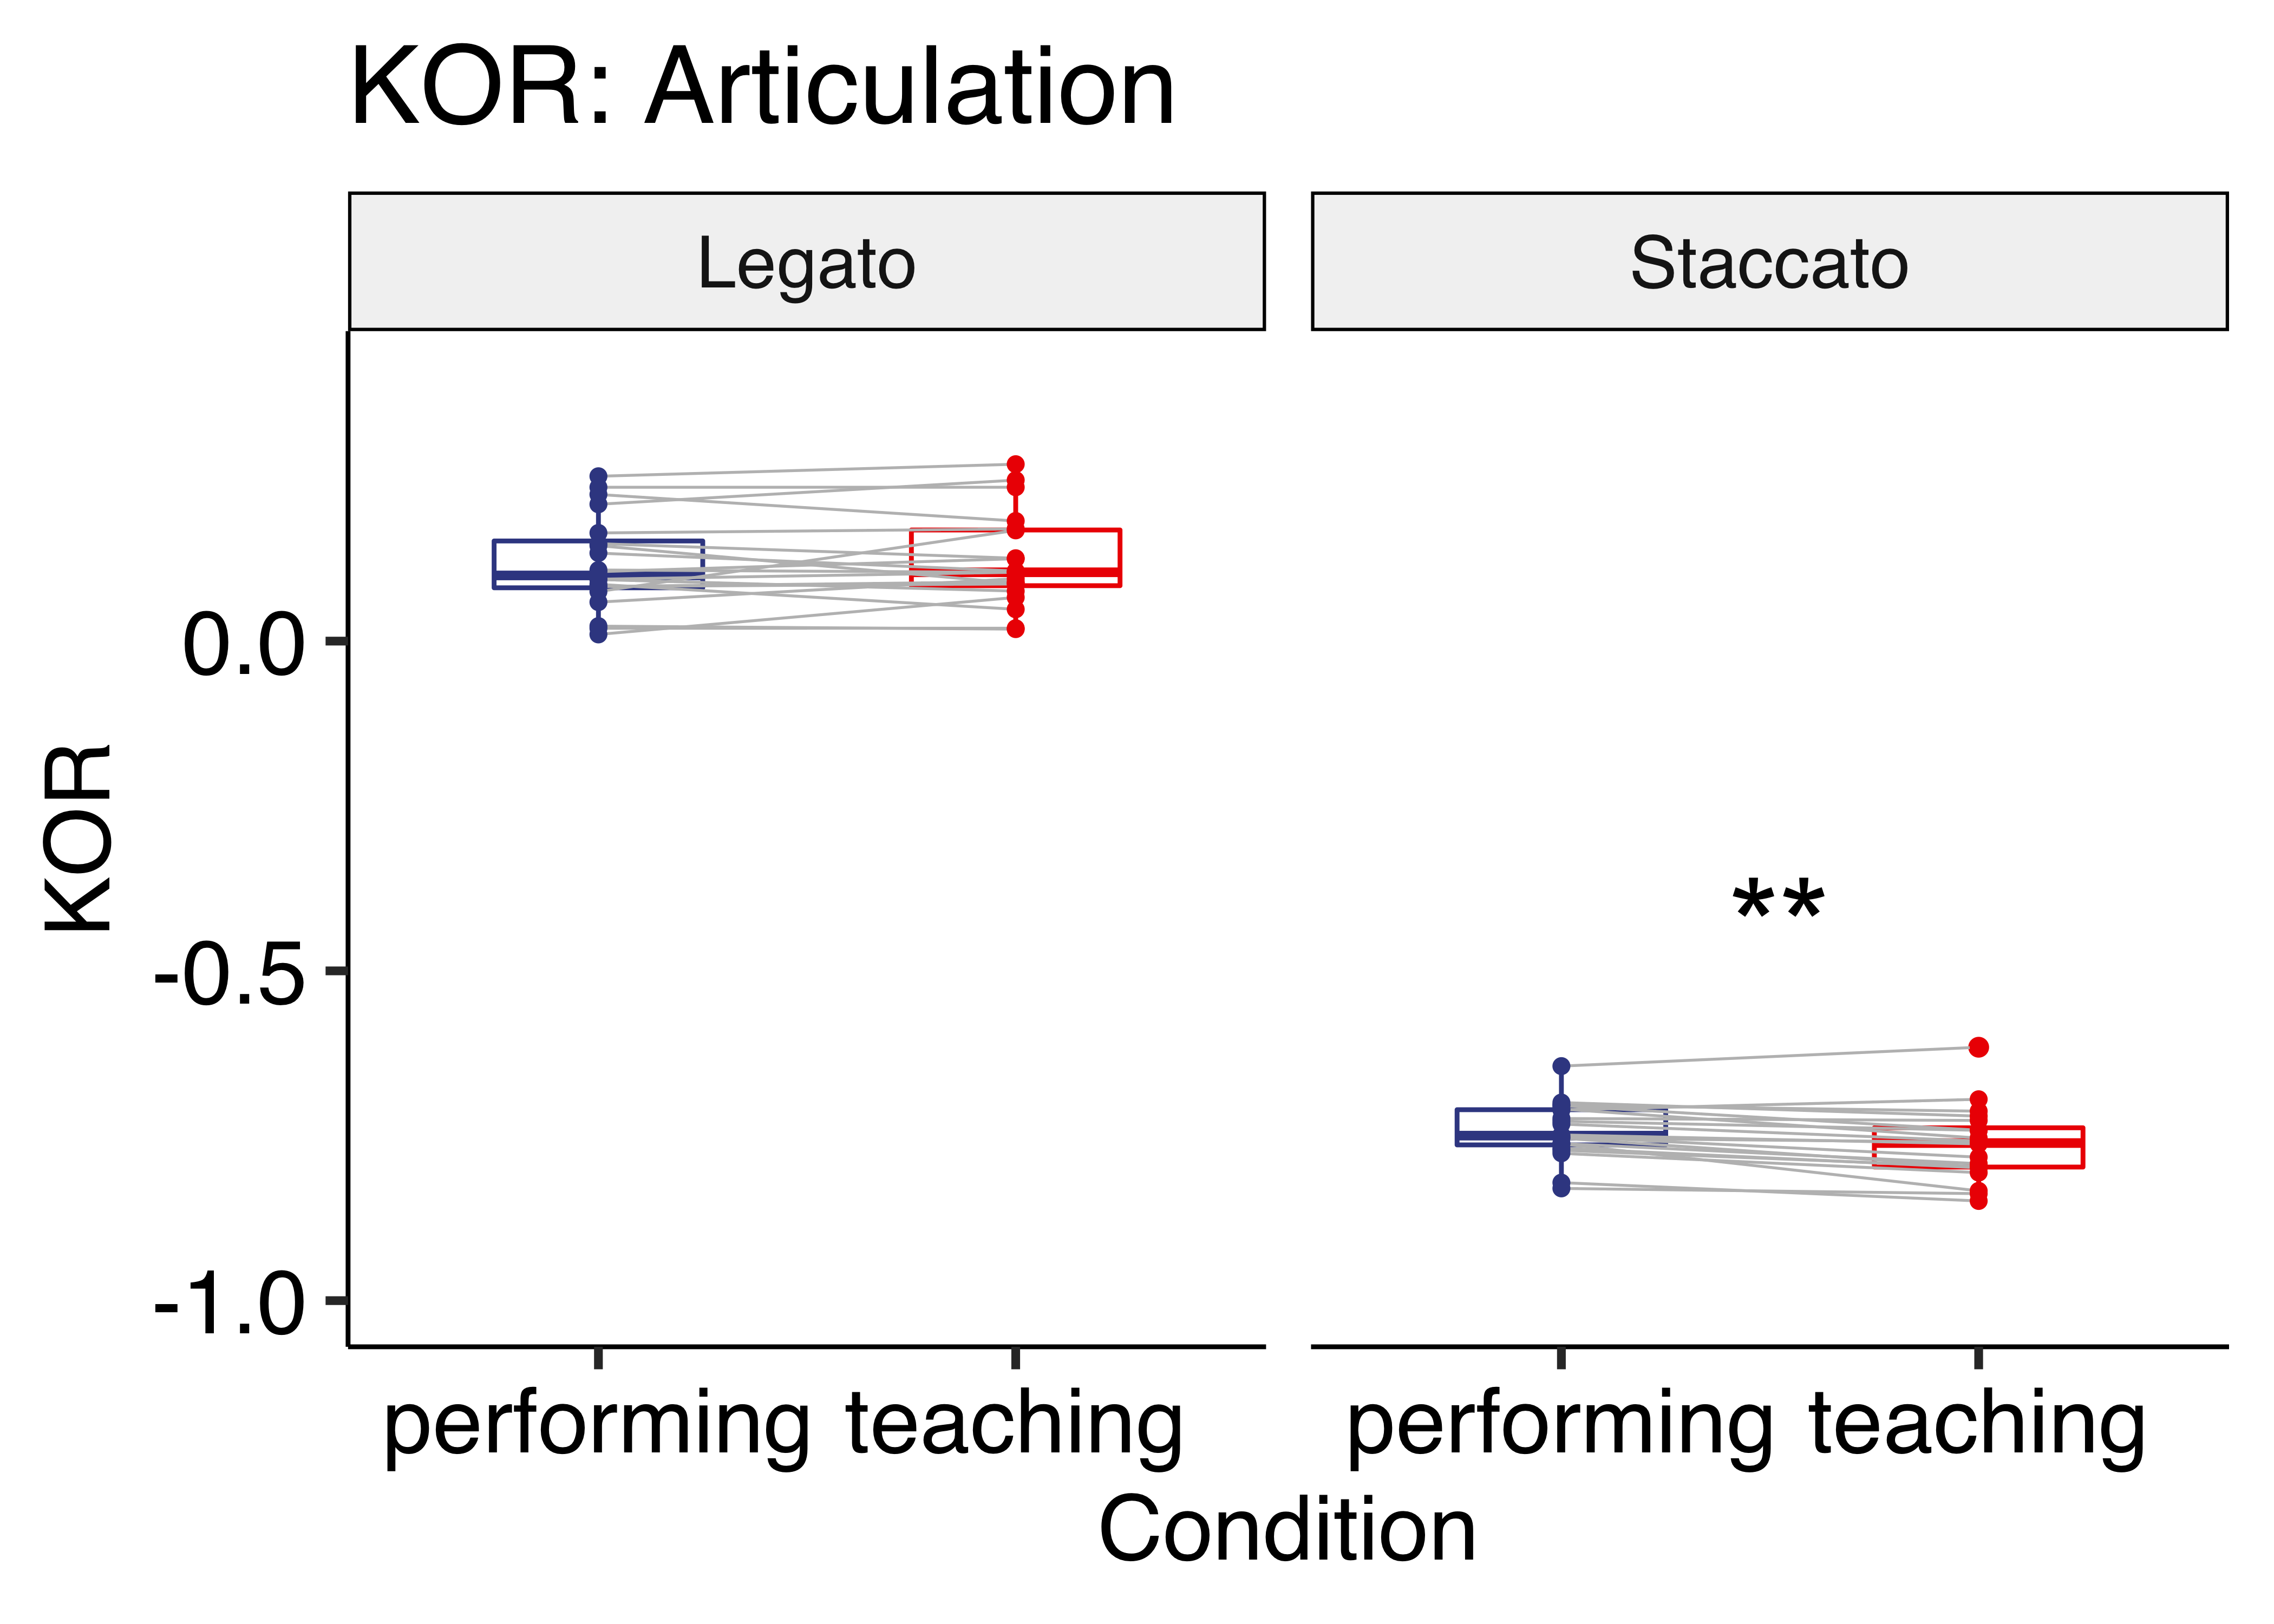 KOR: Articulation
Legato Staccato
KOR
0.0
-0.5
-1.0
**
performing teaching performing teaching
Condition